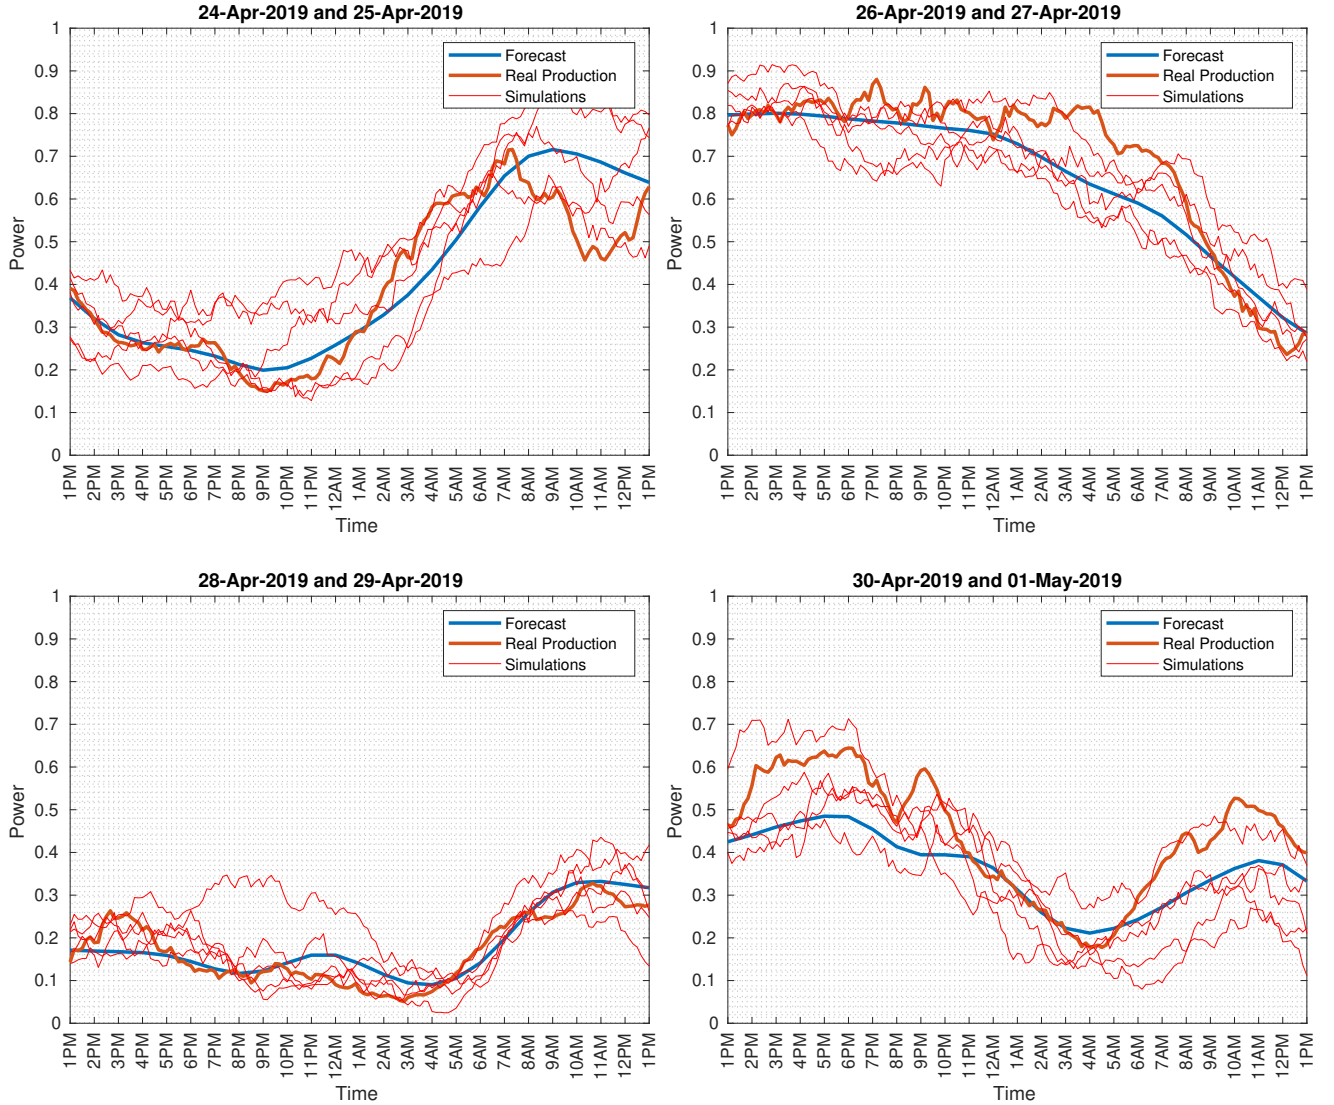 24-Apr-2019 and 25-Apr-2019
Forecast
Real Production
Simulations
1
0.9
0.8
0.7
0.6
0.5
0.4
0.3
0.2
0.1
0
Power
1PM 2PM 3PM 4PM 5PM 6PM 7PM 8PM 9PM 10PM 11PM 12AM 1AM 2AM 3AM 4AM 5AM 6AM 7AM 8AM 9AM 10AM 11AM 12PM 1PM
Time
26-Apr-2019 and 27-Apr-2019
Forecast
Real Production
Simulations
1
0.9
0.8
0.7
0.6
0.5
0.4
0.3
0.2
0.1
0
Power
1PM 2PM 3PM 4PM 5PM 6PM 7PM 8PM 9PM 10PM 11PM 12AM 1AM 2AM 3AM 4AM 5AM 6AM 7AM 8AM 9AM 10AM 11AM 12PM 1PM
Time
28-Apr-2019 and 29-Apr-2019
Forecast
Real Production
Simulations
1
0.9
0.8
0.7
0.6
0.5
0.4
0.3
0.2
0.1
0
Power
1PM 2PM 3PM 4PM 5PM 6PM 7PM 8PM 9PM 10PM 11PM 12AM 1AM 2AM 3AM 4AM 5AM 6AM 7AM 8AM 9AM 10AM 11AM 12PM 1PM
Time
30-Apr-2019 and 01-May-2019
Forecast
Real Production
Simulations
1
0.9
0.8
0.7
0.6
0.5
0.4
0.3
0.2
0.1
0
Power
1PM 2PM 3PM 4PM 5PM 6PM 7PM 8PM 9PM 10PM 11PM 12AM 1AM 2AM 3AM 4AM 5AM 6AM 7AM 8AM 9AM 10AM 11AM 12PM 1PM
Time